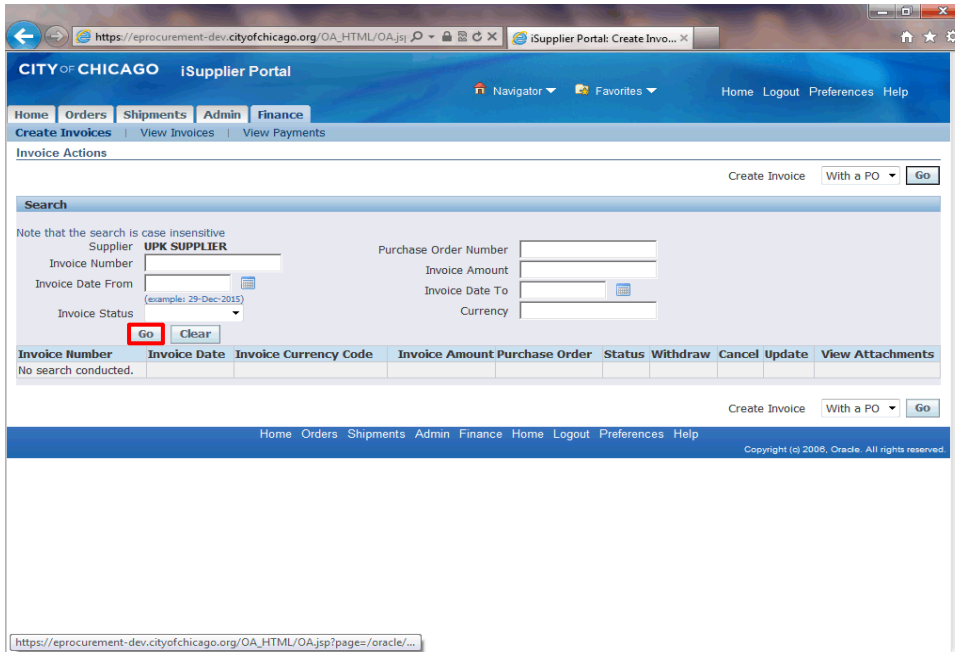 https://eprocurement-dev.cityofchicago.org/OA_HTML/OA.jsp
iSupplier Portal: Create Invo...
CITY OF CHICAGO iSupplier Portal
Navigator Favorites Home Logout Preferences Help
Home Orders Shipments Admin Finance
Create Invoices | View Invoices | View Payments
Invoice Actions
Create Invoice With a PO Go
Search
Note that the search is case insensitive
Supplier UPK SUPPLIER
Purchase Order Number
Invoice Number
Invoice Amount
Invoice Date From
Invoice Date To
(example: 29-Dec-2015)
Invoice Status
Currency
Go Clear
Invoice Number Invoice Date Invoice Currency Code Invoice Amount Purchase Order Status Withdraw Cancel Update View Attachments
No search conducted.
Create Invoice With a PO Go
Home Orders Shipments Admin Finance Home Logout Preferences Help
Copyright (c) 2006, Oracle. All rights reserved.
https://eprocurement-dev.cityofchicago.org/OA_HTML/OA.jsp?page=/oracle/...